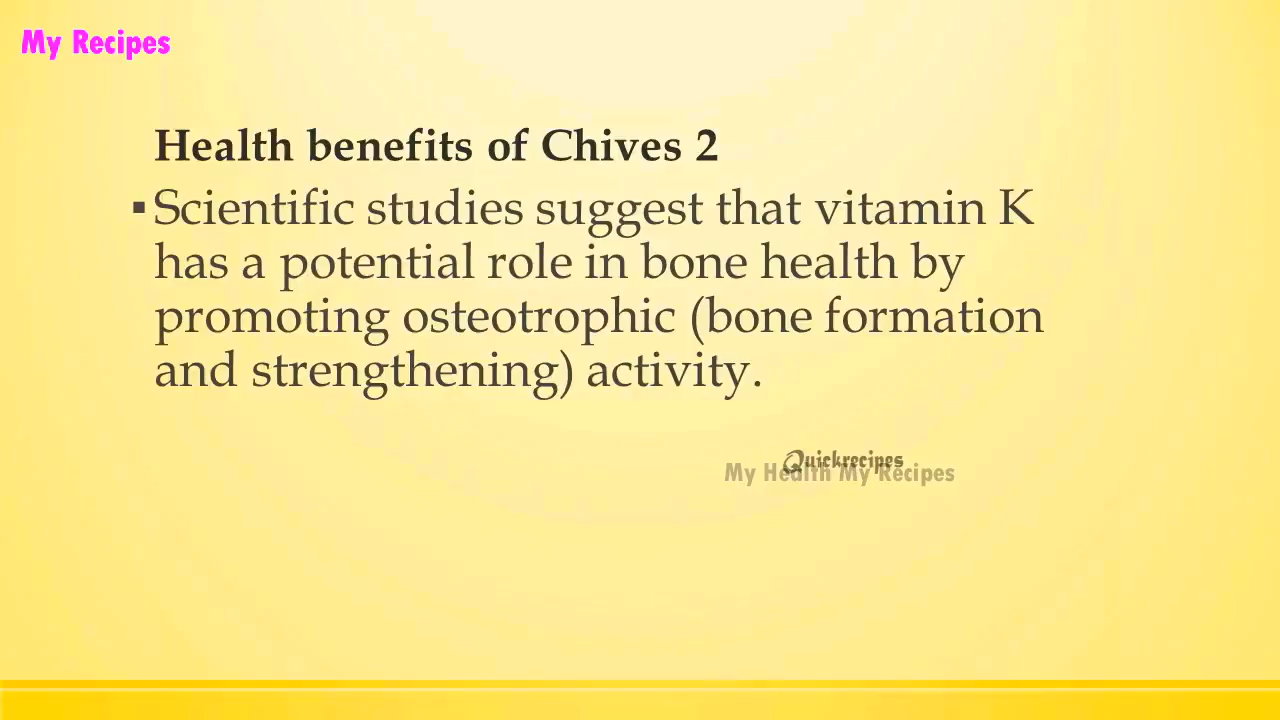 My Recipes
Health benefits of Chives 2
▪Scientific studies suggest that vitamin K
has a potential role in bone health by
promoting osteotrophic (bone formation
and strengthening) activity.
Quickrecipes
My Health My Recipes